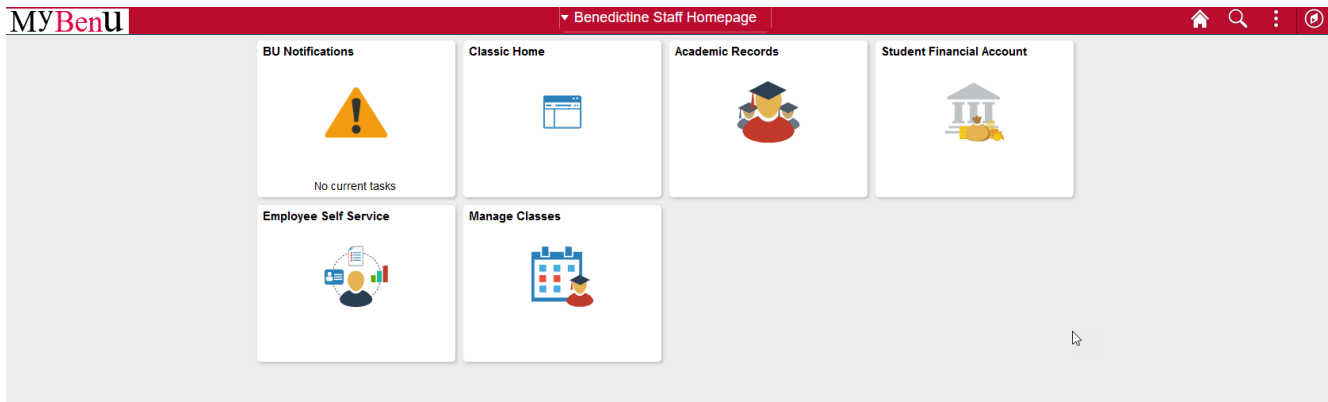 MyBenU
Benedictine Staff Homepage
BU Notifications
Classic Home
Academic Records
Student Financial Account
No current tasks
Employee Self Service
Manage Classes